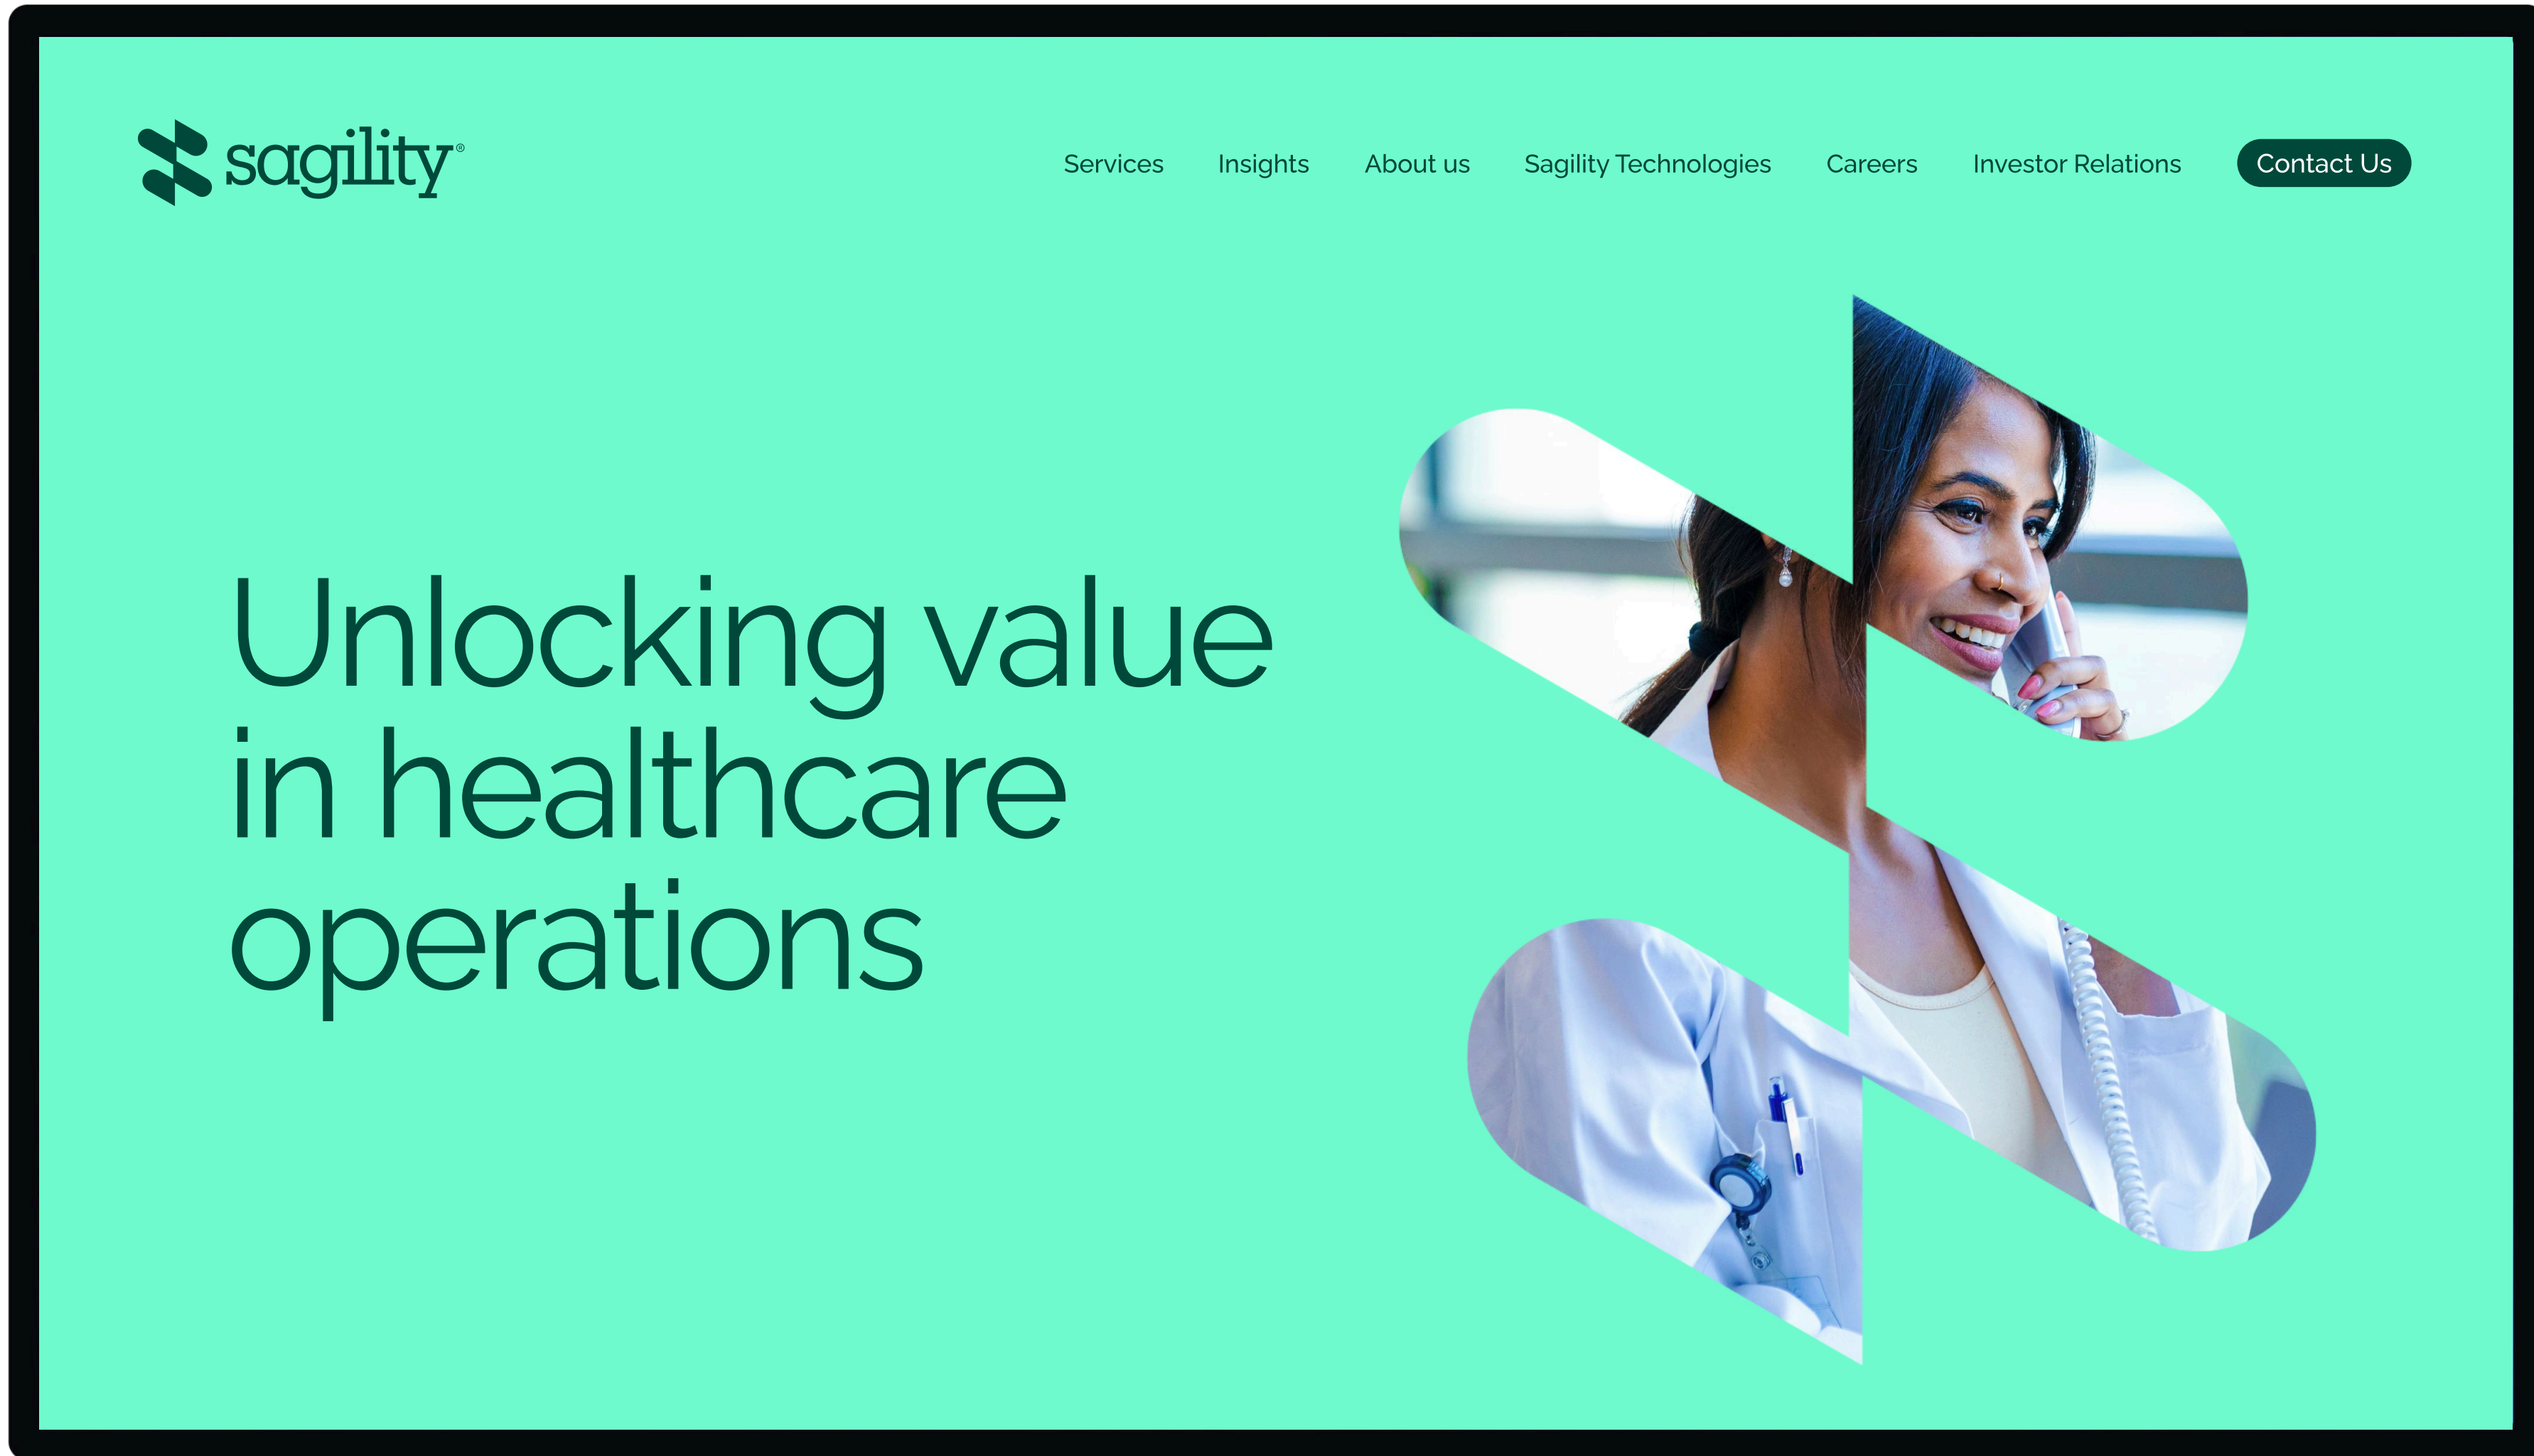 sagility®
Services Insights About us Sagility Technologies Careers Investor Relations Contact Us
Unlocking value
in healthcare
operations